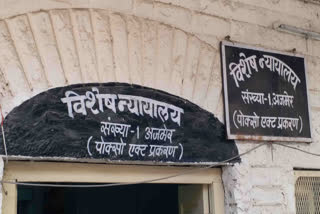 विशेष न्यायालय
संख्या-1 अजमेर
(पोक्सो एक्ट प्रकरण)
विशेष न्यायालय
संख्या-1 अजमेर
(पोक्सो एक्ट प्रकरण)